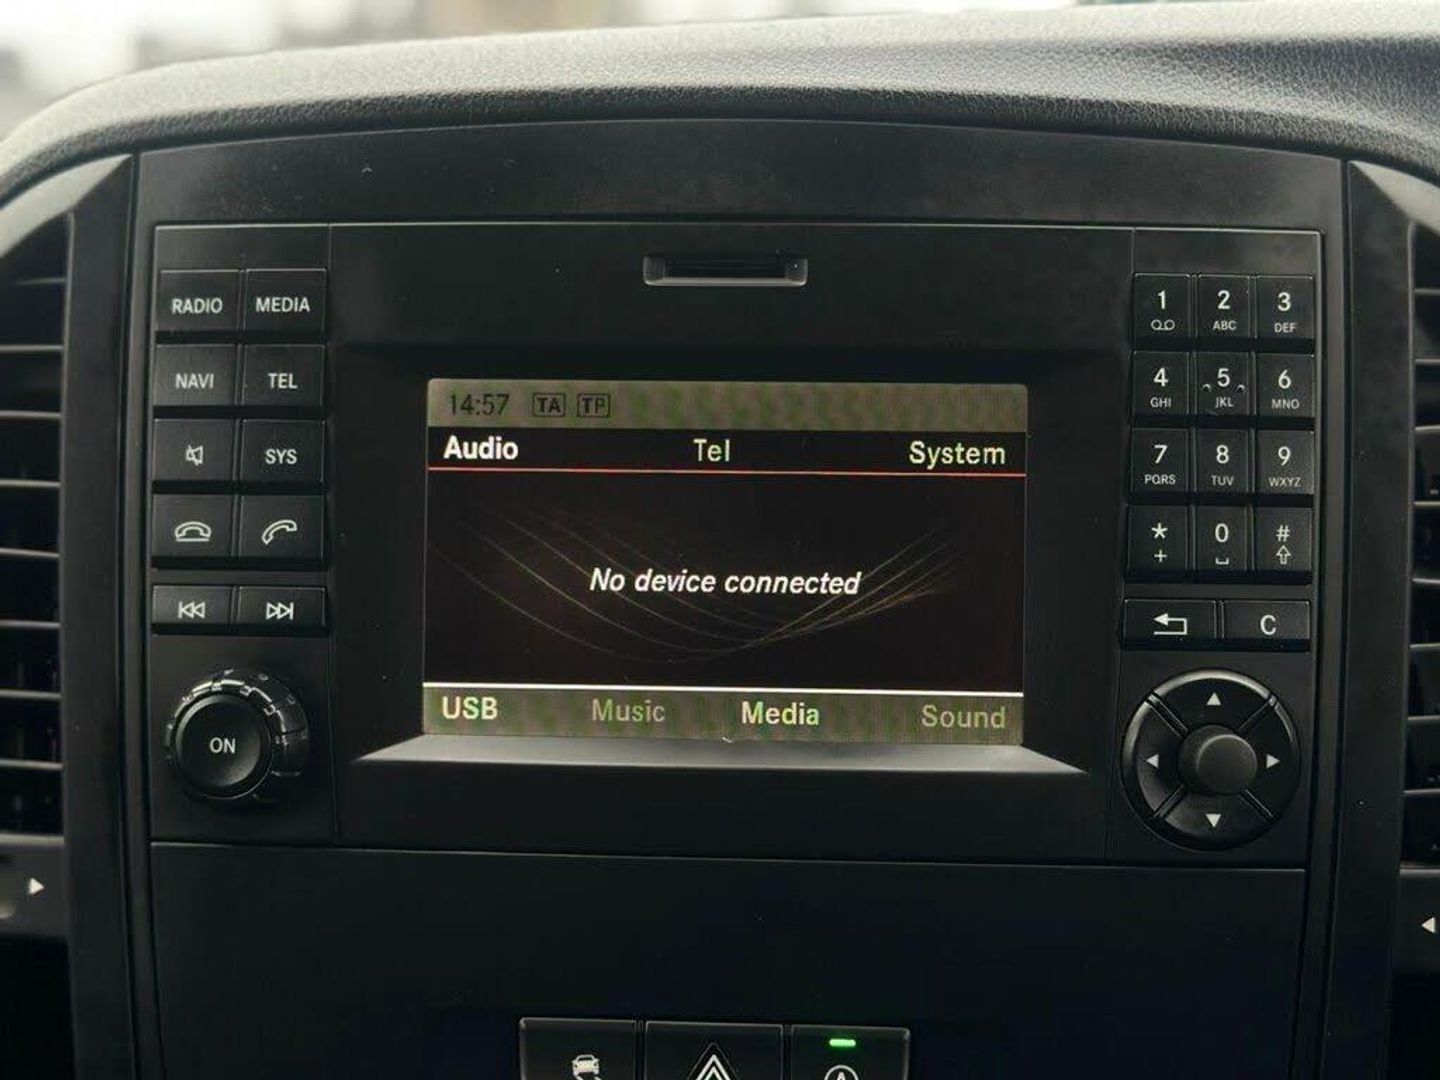 RADIO MEDIA
NAVI TEL
SYS
ON
14:57 TA TP
Audio Tel System
No device connected
USB Music Media Sound
1 2 3
ABC DEF
4 5 6
GHI JKL MNO
7 8 9
PQRS TUV WXYZ
* 0 #
+
C
A